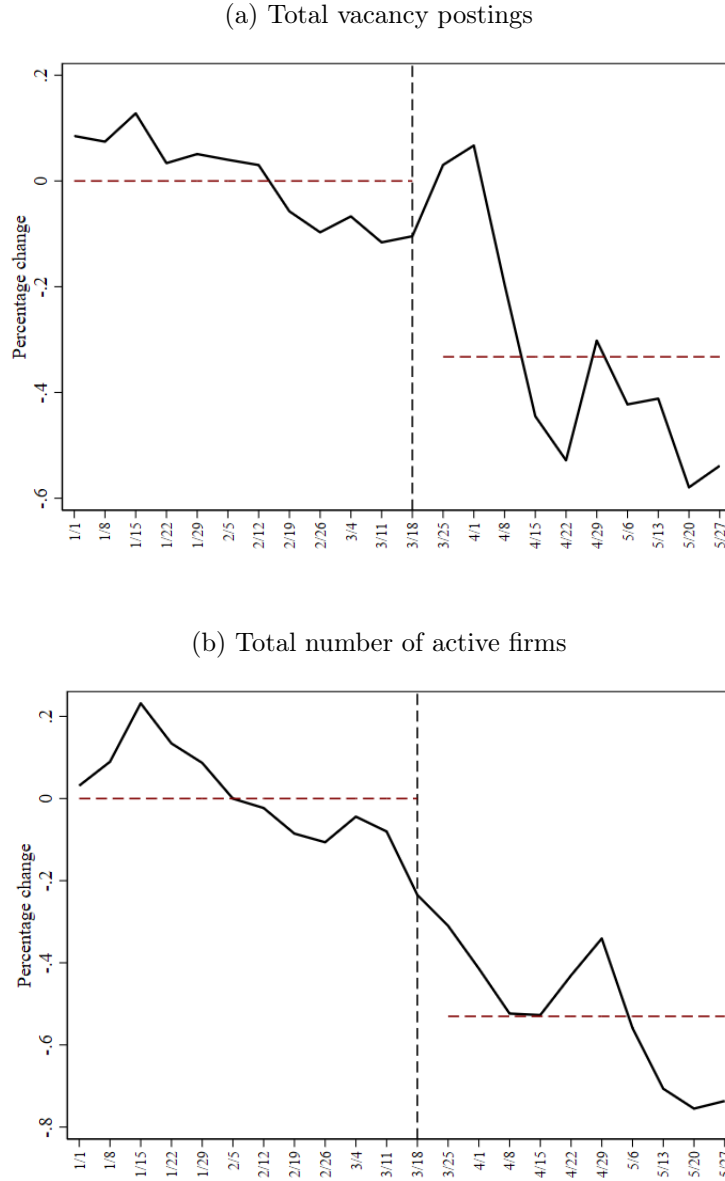 (a) Total vacancy postings
.2
0
-.2
-.4
-.6
Percentage change
1/1 1/8 1/15 1/22 1/29 2/5 2/12 2/19 2/26 3/4 3/11 3/18 3/25 4/1 4/8 4/15 4/22 4/29 5/6 5/13 5/20 5/27
(b) Total number of active firms
.2
0
-.2
-.4
-.6
-.8
Percentage change
1/1 1/8 1/15 1/22 1/29 2/5 2/12 2/19 2/26 3/4 3/11 3/18 3/25 4/1 4/8 4/15 4/22 4/29 5/6 5/13 5/20 5/27